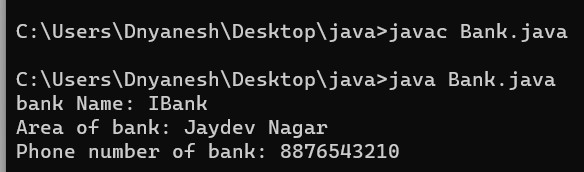 C:\Users\Dnyanesh\Desktop\java>javac Bank.java
C:\Users\Dnyanesh\Desktop\java>java Bank.java
bank Name: IBank
Area of bank: Jaydev Nagar
Phone number of bank: 8876543210